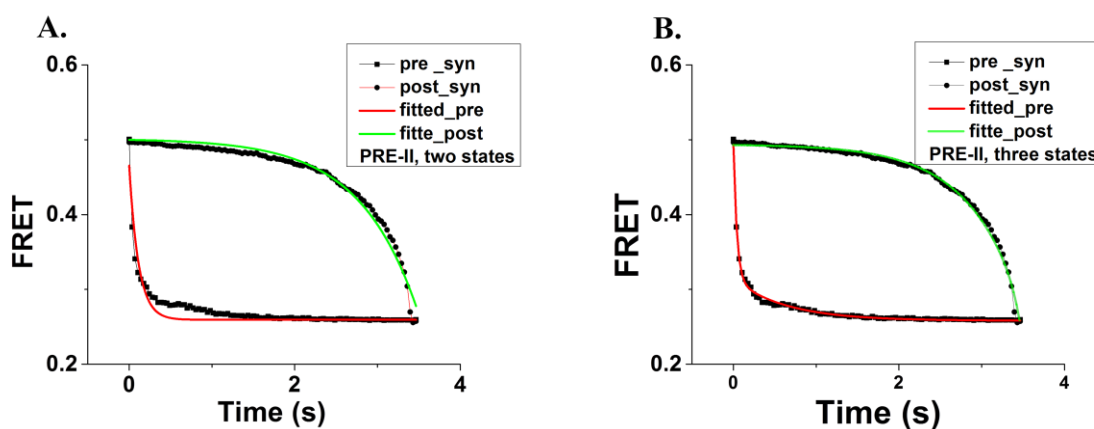 A.
0.6
0.4
0.2
FRET
0
2
4
Time (s)
pre _syn
post_syn
fitted_pre
fitte_post
PRE-II, two states
B.
0.6
0.4
0.2
FRET
0
2
4
Time (s)
pre _syn
post_syn
fitted_pre
fitte_post
PRE-II, three states